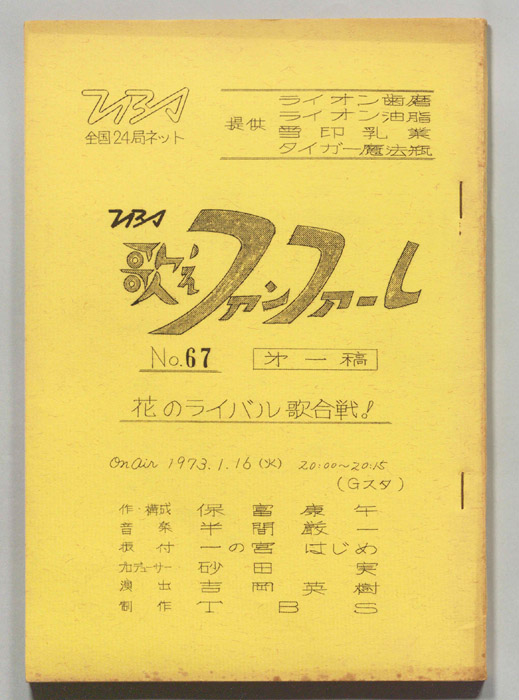 TBS
全国24局ネット
提供
ライオン歯磨
ライオン油脂
雪印乳業
タイガー魔法瓶
TBS
歌え ファンファーレ
No.67
第一稿
花のライバル歌合戦!
On Air 1973.1.16(火) 20:00〜20:15
(Gスタ)
作・構成 保富康午
音楽 半間巖一
振付 一の宮はじめ
プロデューサー 砂田実
演出 吉岡英樹
制作 TBS